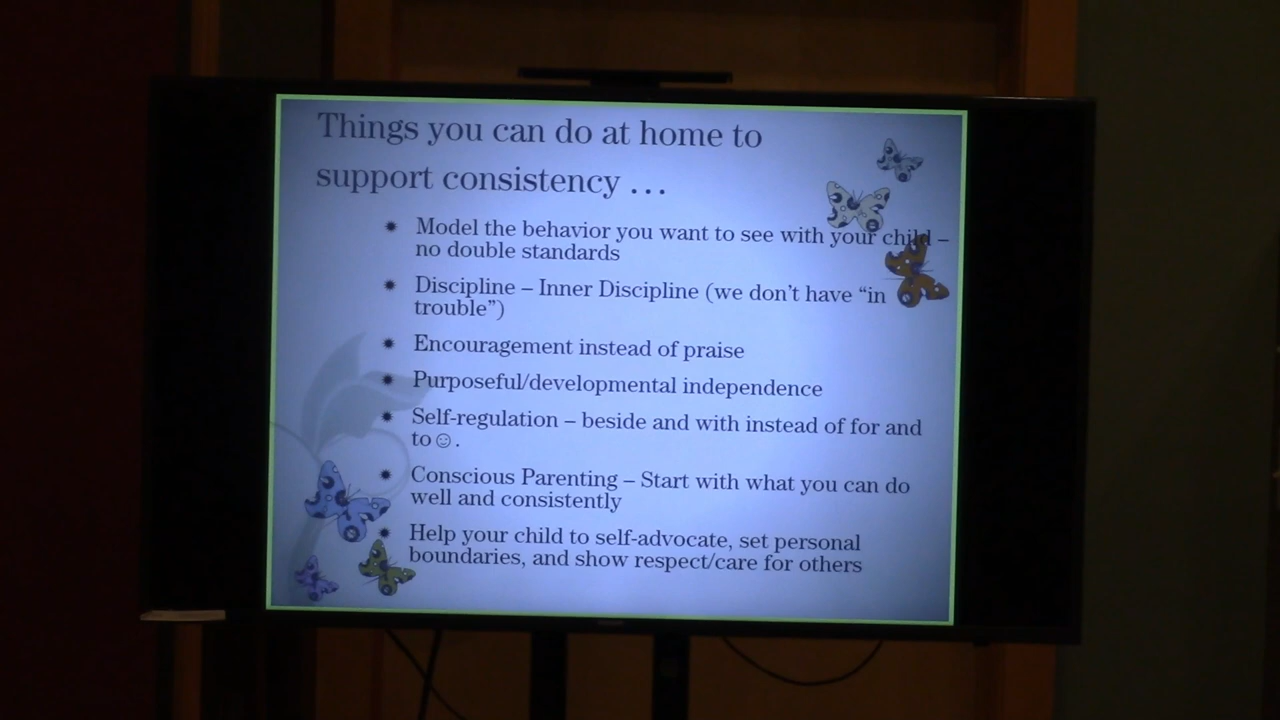 Things you can do at home to
support consistency ...
Model the behavior you want to see with your child –
no double standards
Discipline – Inner Discipline (we don't have “in
trouble”)
Encouragement instead of praise
Purposeful/developmental independence
Self-regulation – beside and with instead of for and
to☺.
Conscious Parenting – Start with what you can do
well and consistently
Help your child to self-advocate, set personal
boundaries, and show respect/care for others